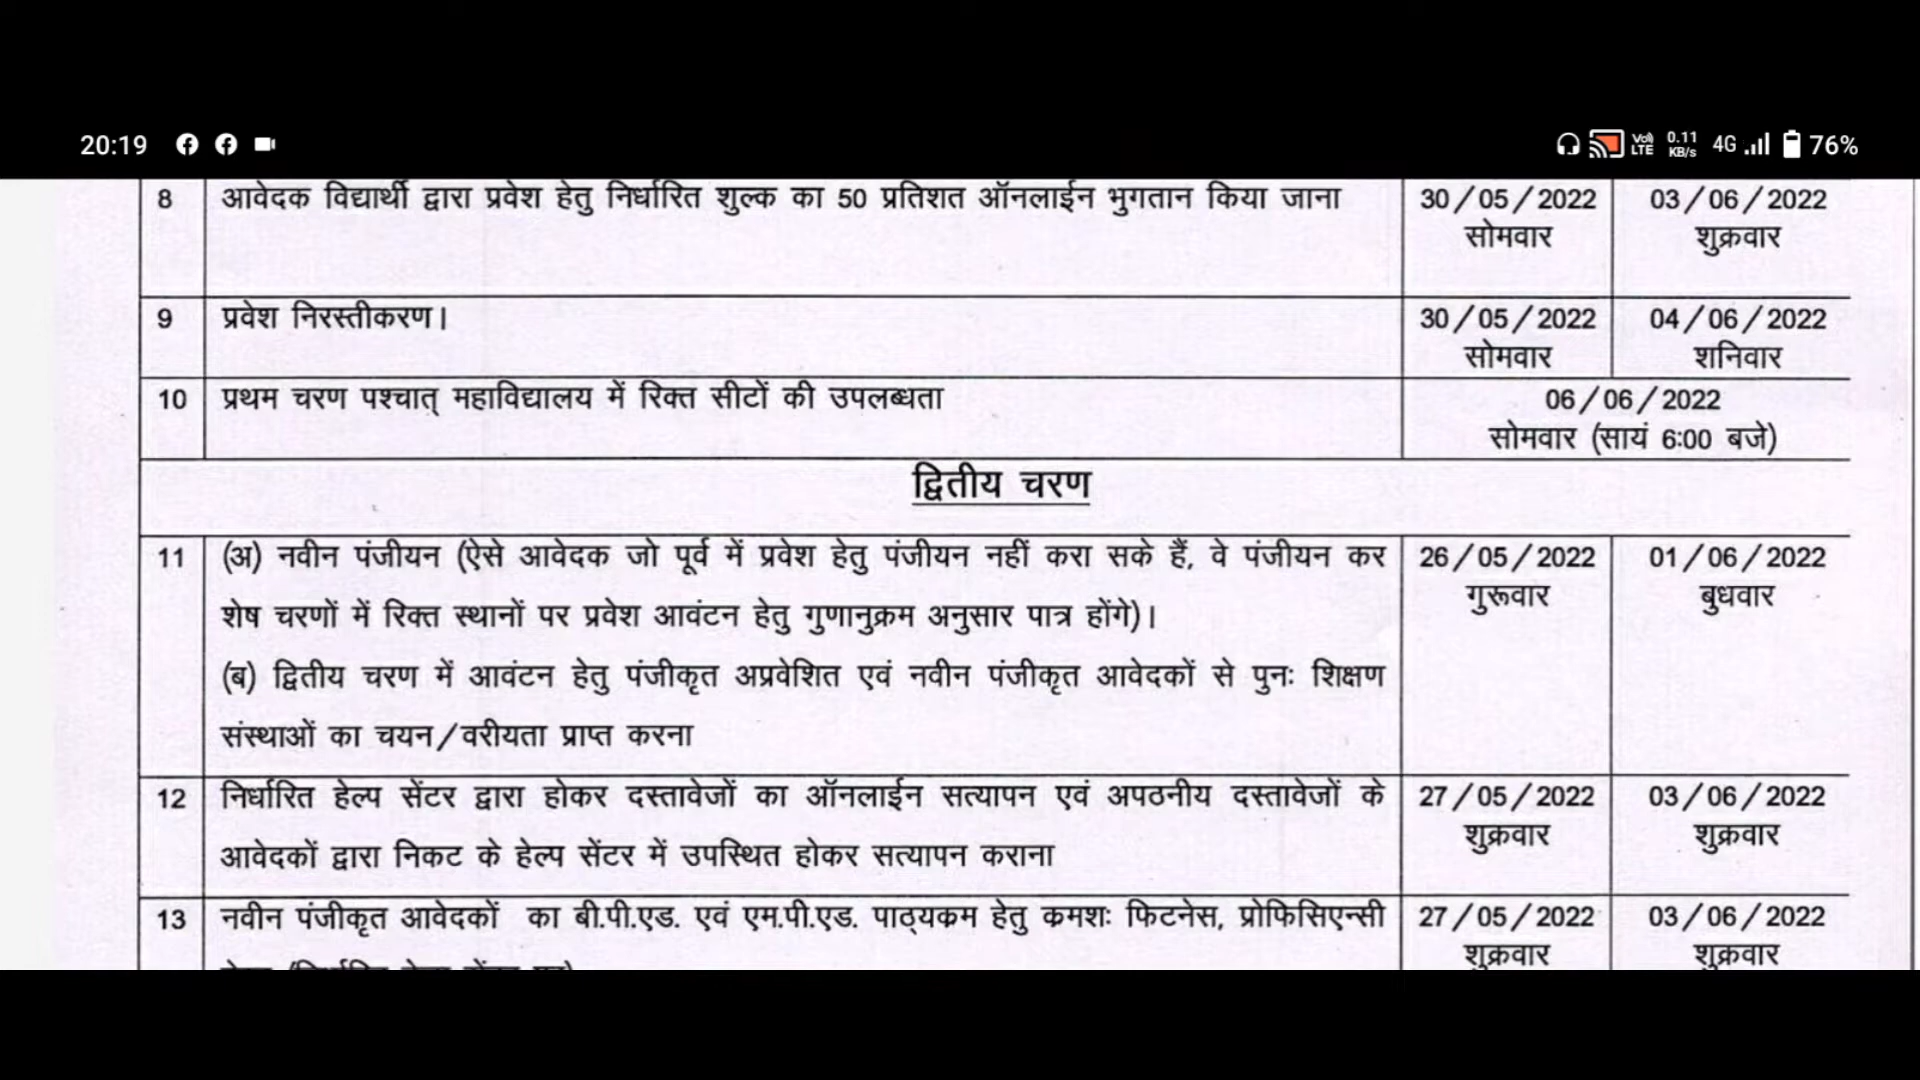 20:19 Vo) LTE 0.11 KB/s 4G 76%
8 आवेदक विद्यार्थी द्वारा प्रवेश हेतु निर्धारित शुल्क का 50 प्रतिशत ऑनलाईन भुगतान किया जाना 30/05/2022 03/06/2022
सोमवार शुक्रवार
9 प्रवेश निरस्तीकरण। 30/05/2022 04/06/2022
सोमवार शनिवार
10 प्रथम चरण पश्चात् महाविद्यालय में रिक्त सीटों की उपलब्धता 06/06/2022
सोमवार (सायं 6:00 बजे)
द्वितीय चरण
11 (अ) नवीन पंजीयन (ऐसे आवेदक जो पूर्व में प्रवेश हेतु पंजीयन नहीं करा सके हैं, वे पंजीयन कर 26/05/2022 01/06/2022
गुरूवार बुधवार
शेष चरणों में रिक्त स्थानों पर प्रवेश आवंटन हेतु गुणानुक्रम अनुसार पात्र होंगे)।
(ब) द्वितीय चरण में आवंटन हेतु पंजीकृत अप्रवेशित एवं नवीन पंजीकृत आवेदकों से पुनः शिक्षण
संस्थाओं का चयन/वरीयता प्राप्त करना
12 निर्धारित हेल्प सेंटर द्वारा होकर दस्तावेजों का ऑनलाईन सत्यापन एवं अपठनीय दस्तावेजों के 27/05/2022 03/06/2022
शुक्रवार शुक्रवार
आवेदकों द्वारा निकट के हेल्प सेंटर में उपस्थित होकर सत्यापन कराना
13 नवीन पंजीकृत आवेदकों का बी.पी.एड. एवं एम.पी.एड. पाठ्यक्रम हेतु क्रमशः फिटनेस, प्रोफिसिएन्सी 27/05/2022 03/06/2022
शुक्रवार शुक्रवार